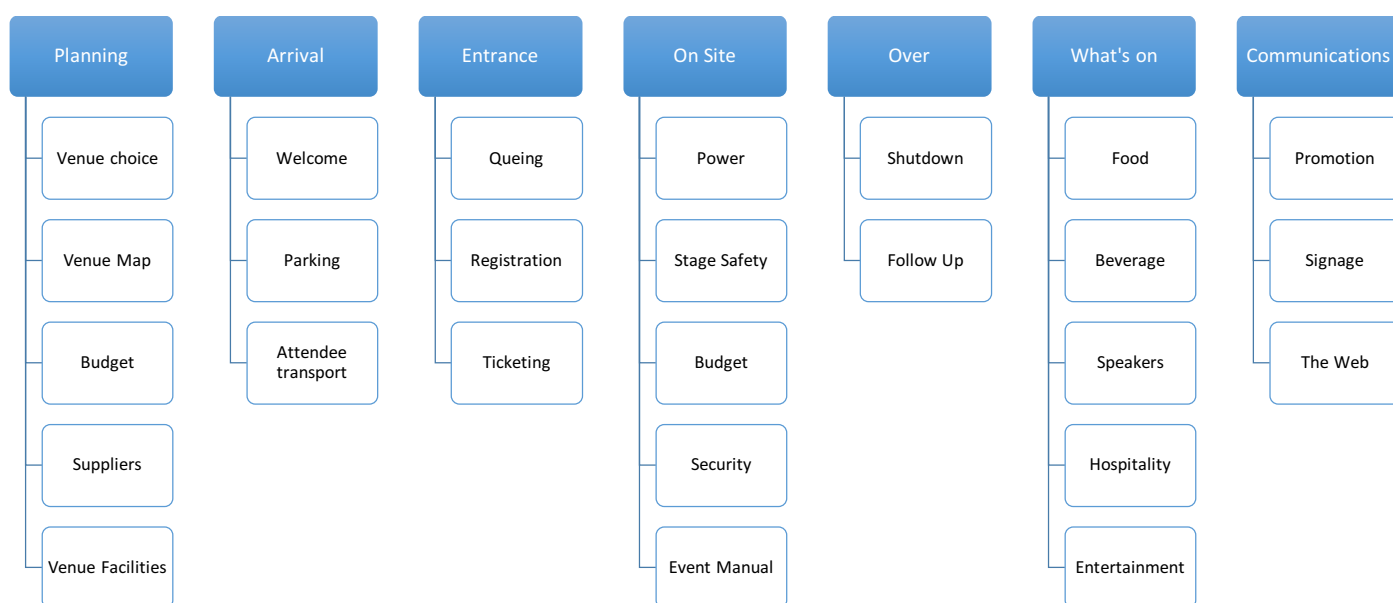 Planning
Venue choice
Venue Map
Budget
Suppliers
Venue Facilities
Arrival
Welcome
Parking
Attendee
transport
Entrance
Queing
Registration
Ticketing
On Site
Power
Stage Safety
Budget
Security
Event Manual
Over
Shutdown
Follow Up
What's on
Food
Beverage
Speakers
Hospitality
Entertainment
Communications
Promotion
Signage
The Web